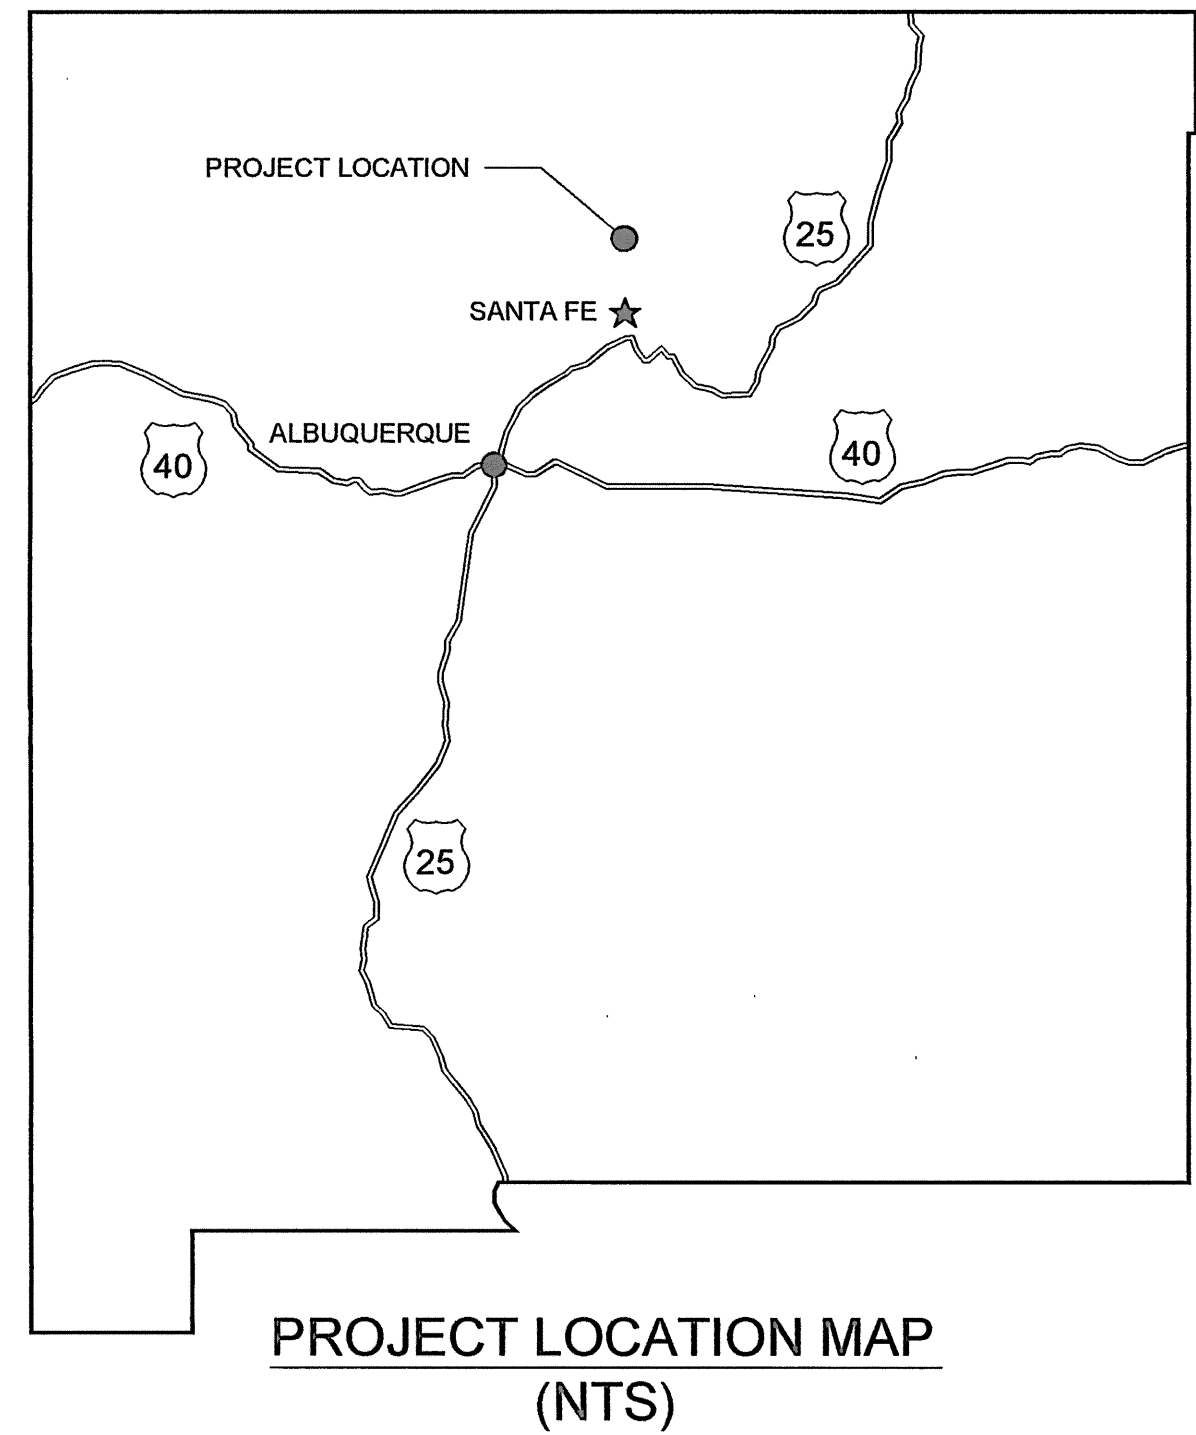 PROJECT LOCATION
25
SANTA FE
ALBUQUERQUE
40
40
25
PROJECT LOCATION MAP
(NTS)